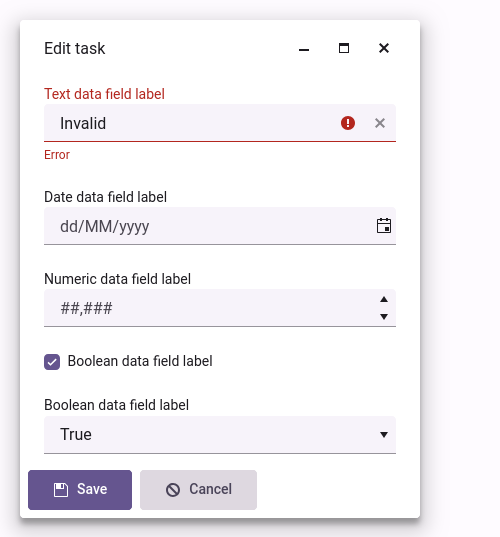 Edit task
Text data field label
Invalid
Error
Date data field label
dd/MM/yyyy
Numeric data field label
##,###
Boolean data field label
Boolean data field label
True
Save Cancel